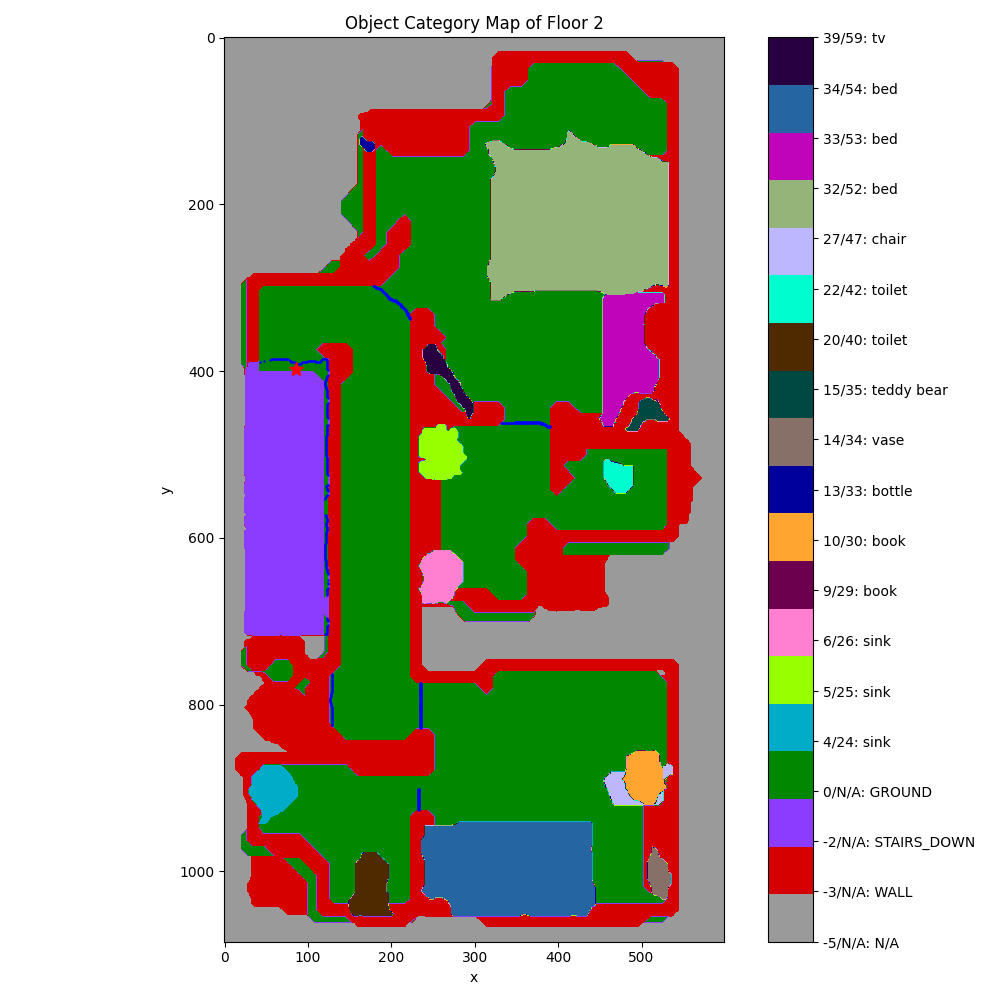 Object Category Map of Floor 2
0
200
400
600
800
1000
y
0
100
200
300
400
500
x
39/59: tv
34/54: bed
33/53: bed
32/52: bed
27/47: chair
22/42: toilet
20/40: toilet
15/35: teddy bear
14/34: vase
13/33: bottle
10/30: book
9/29: book
6/26: sink
5/25: sink
4/24: sink
0/N/A: GROUND
-2/N/A: STAIRS_DOWN
-3/N/A: WALL
-5/N/A: N/A